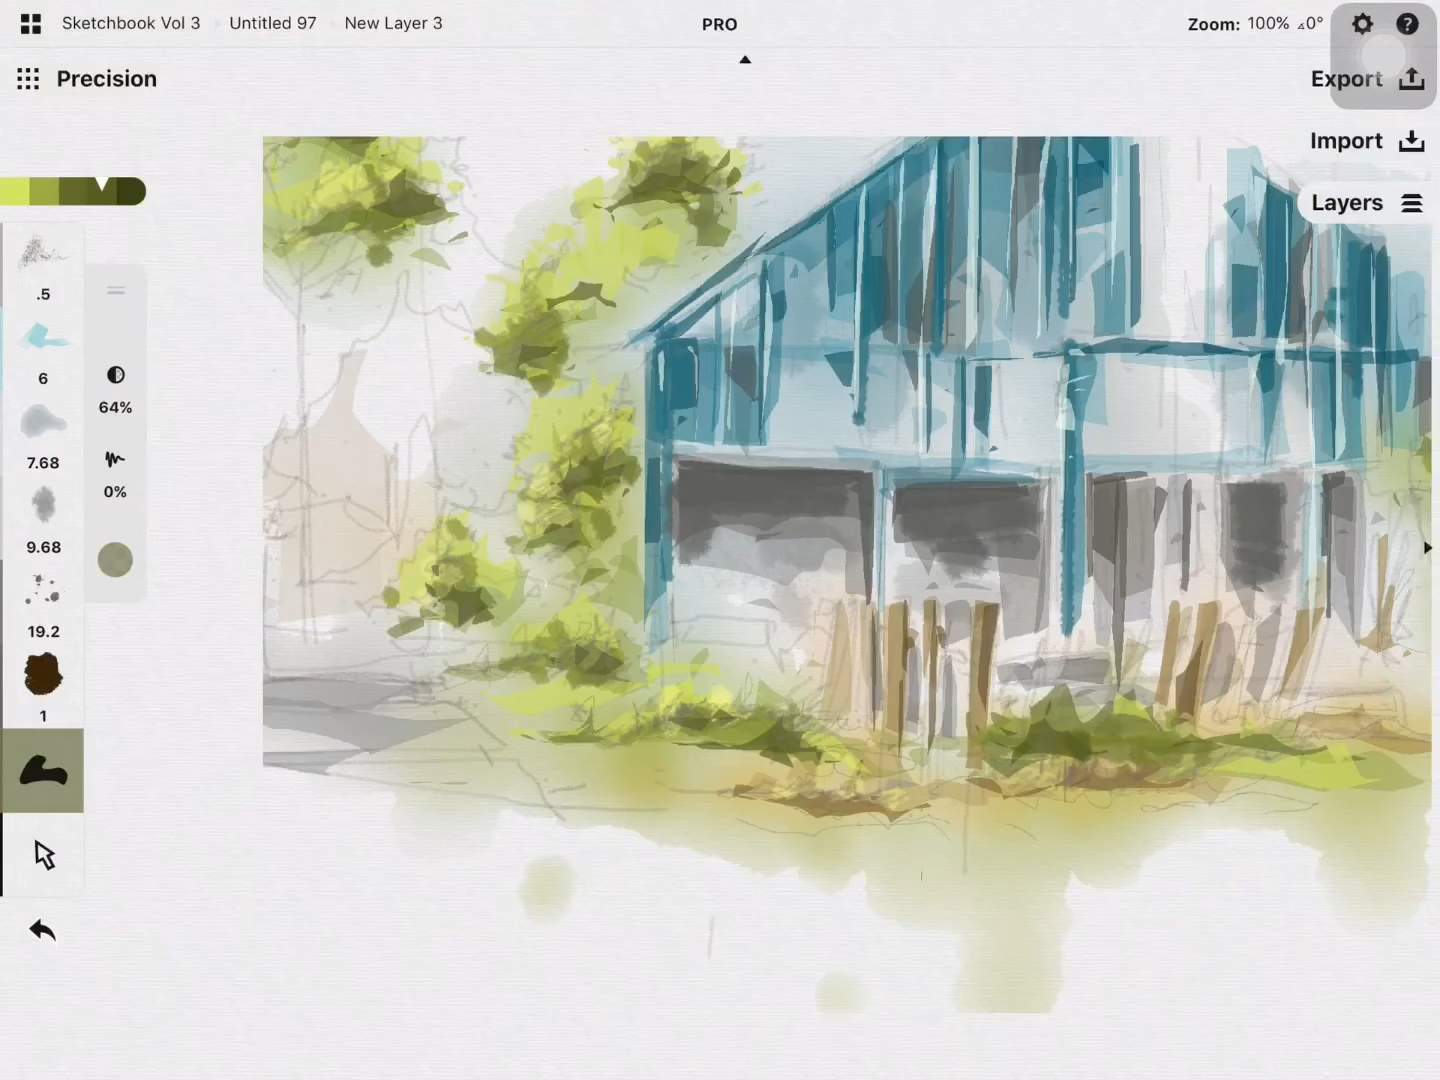 Sketchbook Vol 3 Untitled 97 New Layer 3
PRO
Zoom: 100% ⊿0°
Precision
Export
Import
Layers
.5
6
7.68
9.68
19.2
1
64%
0%